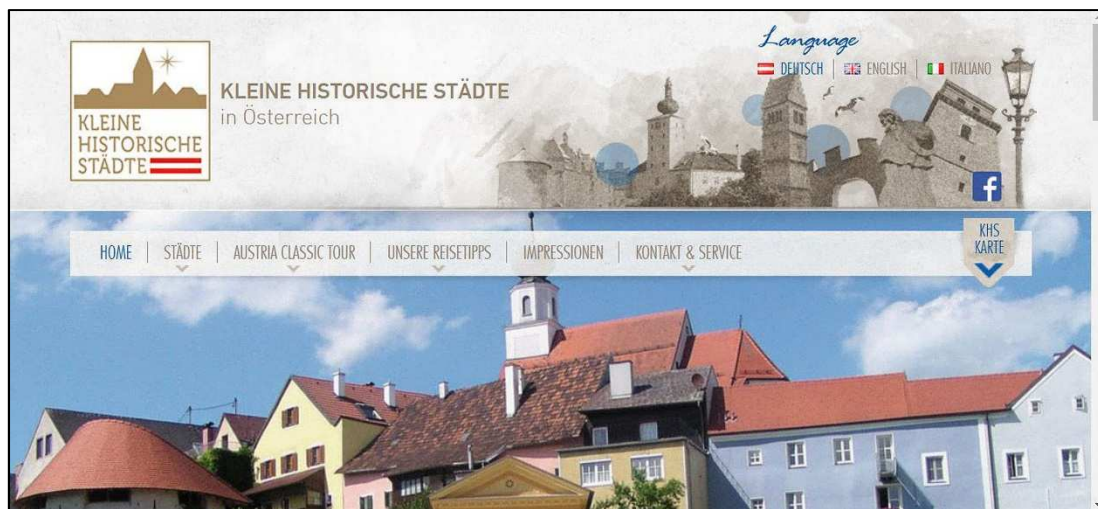 Language
DEUTSCH | ENGLISH | ITALIANO
KLEINE
HISTORISCHE
STÄDTE
KLEINE HISTORISCHE STÄDTE
in Österreich
f
HOME | STÄDTE | AUSTRIA CLASSIC TOUR | UNSERE REISETIPPS | IMPRESSIONEN | KONTAKT & SERVICE
KHS
KARTE